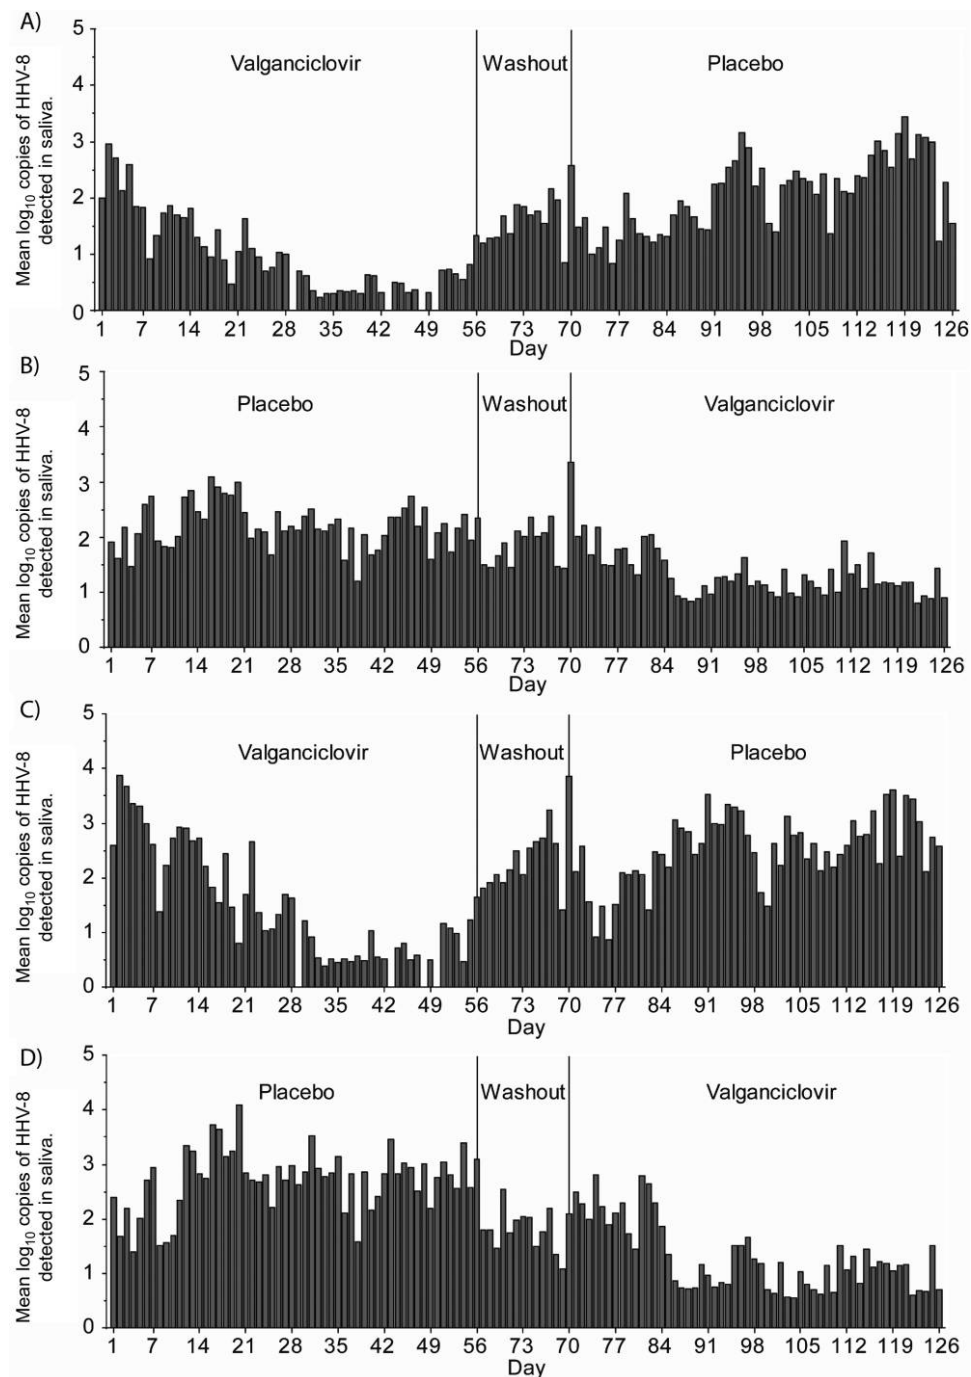 A)
Mean log10 copies of HHV-8
detected in saliva.
5
4
3
2
1
0
Valganciclovir Washout Placebo
1 7 14 21 28 35 42 49 56 73 70 77 84 91 98 105 112 119 126
Day
B)
Mean log10 copies of HHV-8
detected in saliva.
5
4
3
2
1
0
Placebo Washout Valganciclovir
1 7 14 21 28 35 42 49 56 73 70 77 84 91 98 105 112 119 126
Day
C)
Mean log10 copies of HHV-8
detected in saliva.
5
4
3
2
1
0
Valganciclovir Washout Placebo
1 7 14 21 28 35 42 49 56 73 70 77 84 91 98 105 112 119 126
Day
D)
Mean log10 copies of HHV-8
detected in saliva.
5
4
3
2
1
0
Placebo Washout Valganciclovir
1 7 14 21 28 35 42 49 56 73 70 77 84 91 98 105 112 119 126
Day